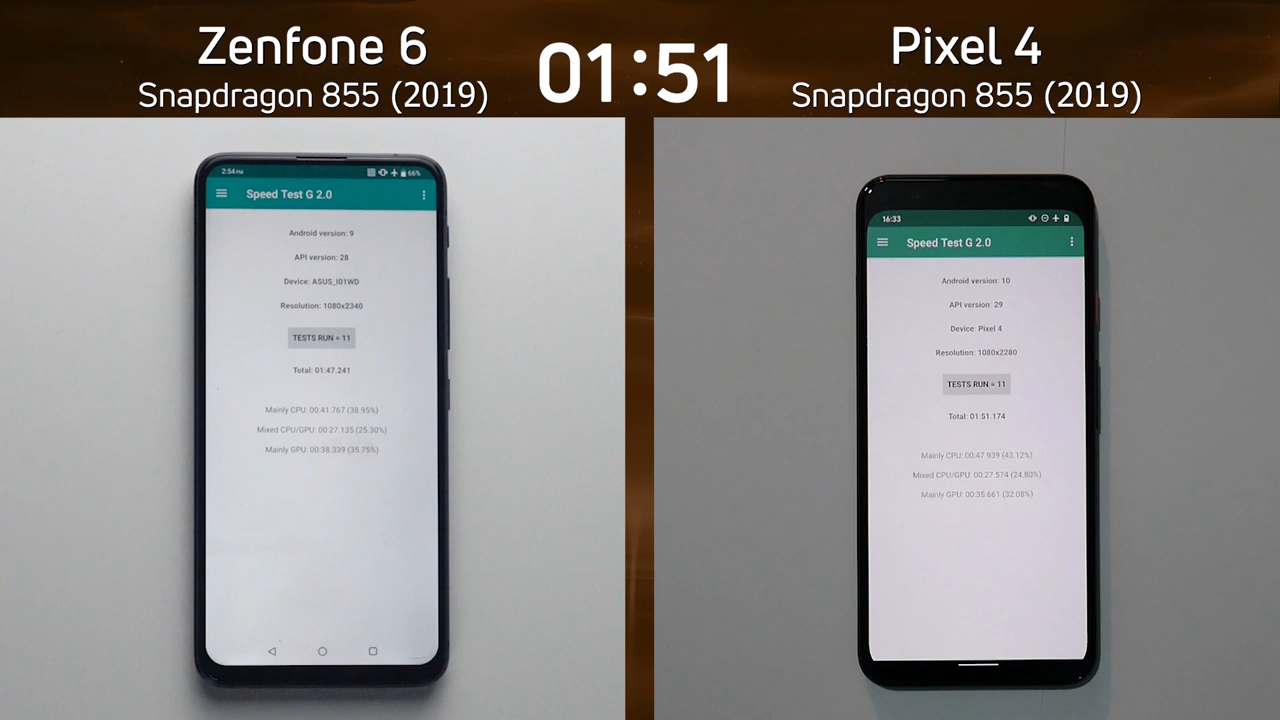 Zenfone 6
Snapdragon 855 (2019)
01:51
Pixel 4
Snapdragon 855 (2019)
2:54 PM
66%
Speed Test G 2.0
Android version: 9
API version: 28
Device: ASUS_I01WD
Resolution: 1080x2340
TESTS RUN = 11
Total: 01:47.241
Mainly CPU: 00:41.767 (38.95%)
Mixed CPU/GPU: 00:27.135 (25.30%)
Mainly GPU: 00:38.339 (35.75%)
16:33
Speed Test G 2.0
Android version: 10
API version: 29
Device: Pixel 4
Resolution: 1080x2280
TESTS RUN = 11
Total: 01:51.174
Mainly CPU: 00:47.939 (43.12%)
Mixed CPU/GPU: 00:27.574 (24.80%)
Mainly GPU: 00:35.661 (32.08%)